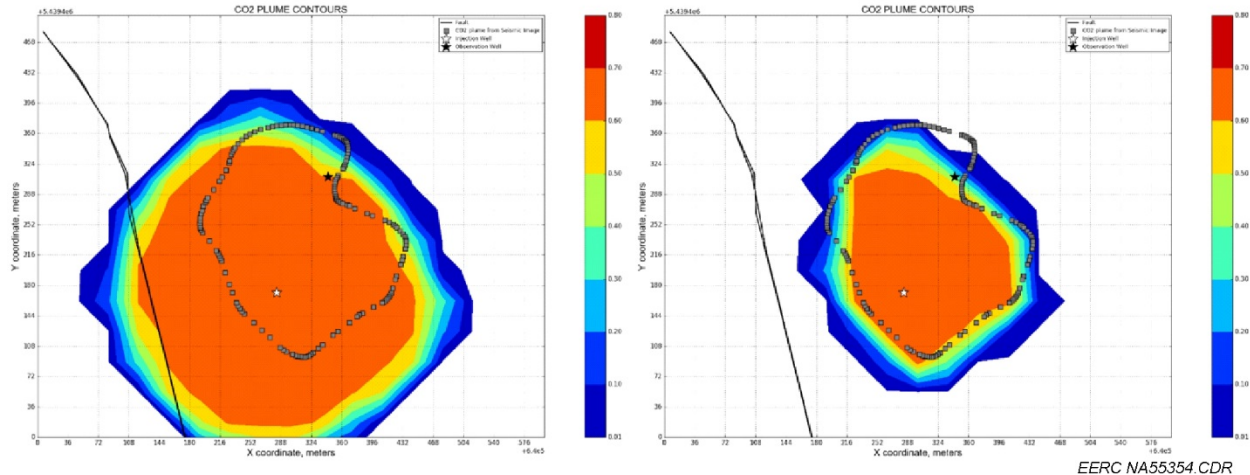 CO2 PLUME CONTOURS
+5.4394e6
Fault
CO2 plume from Seismic Image
Injection Well
Observation Well
Y coordinate, meters
468
432
396
360
324
288
252
216
180
144
108
72
36
0
0 36 72 108 144 180 216 252 288 324 360 396 432 468 504 540 576
+6.4e5
X coordinate, meters
0.80
0.70
0.60
0.50
0.40
0.30
0.20
0.10
0.01
CO2 PLUME CONTOURS
+5.4394e6
Fault
CO2 plume from Seismic Image
Injection Well
Observation Well
Y coordinate, meters
468
432
396
360
324
288
252
216
180
144
108
72
36
0
0 36 72 108 144 180 216 252 288 324 360 396 432 468 504 540 576
+6.4e5
X coordinate, meters
0.80
0.70
0.60
0.50
0.40
0.30
0.20
0.10
0.01
EERC NA55354.CDR